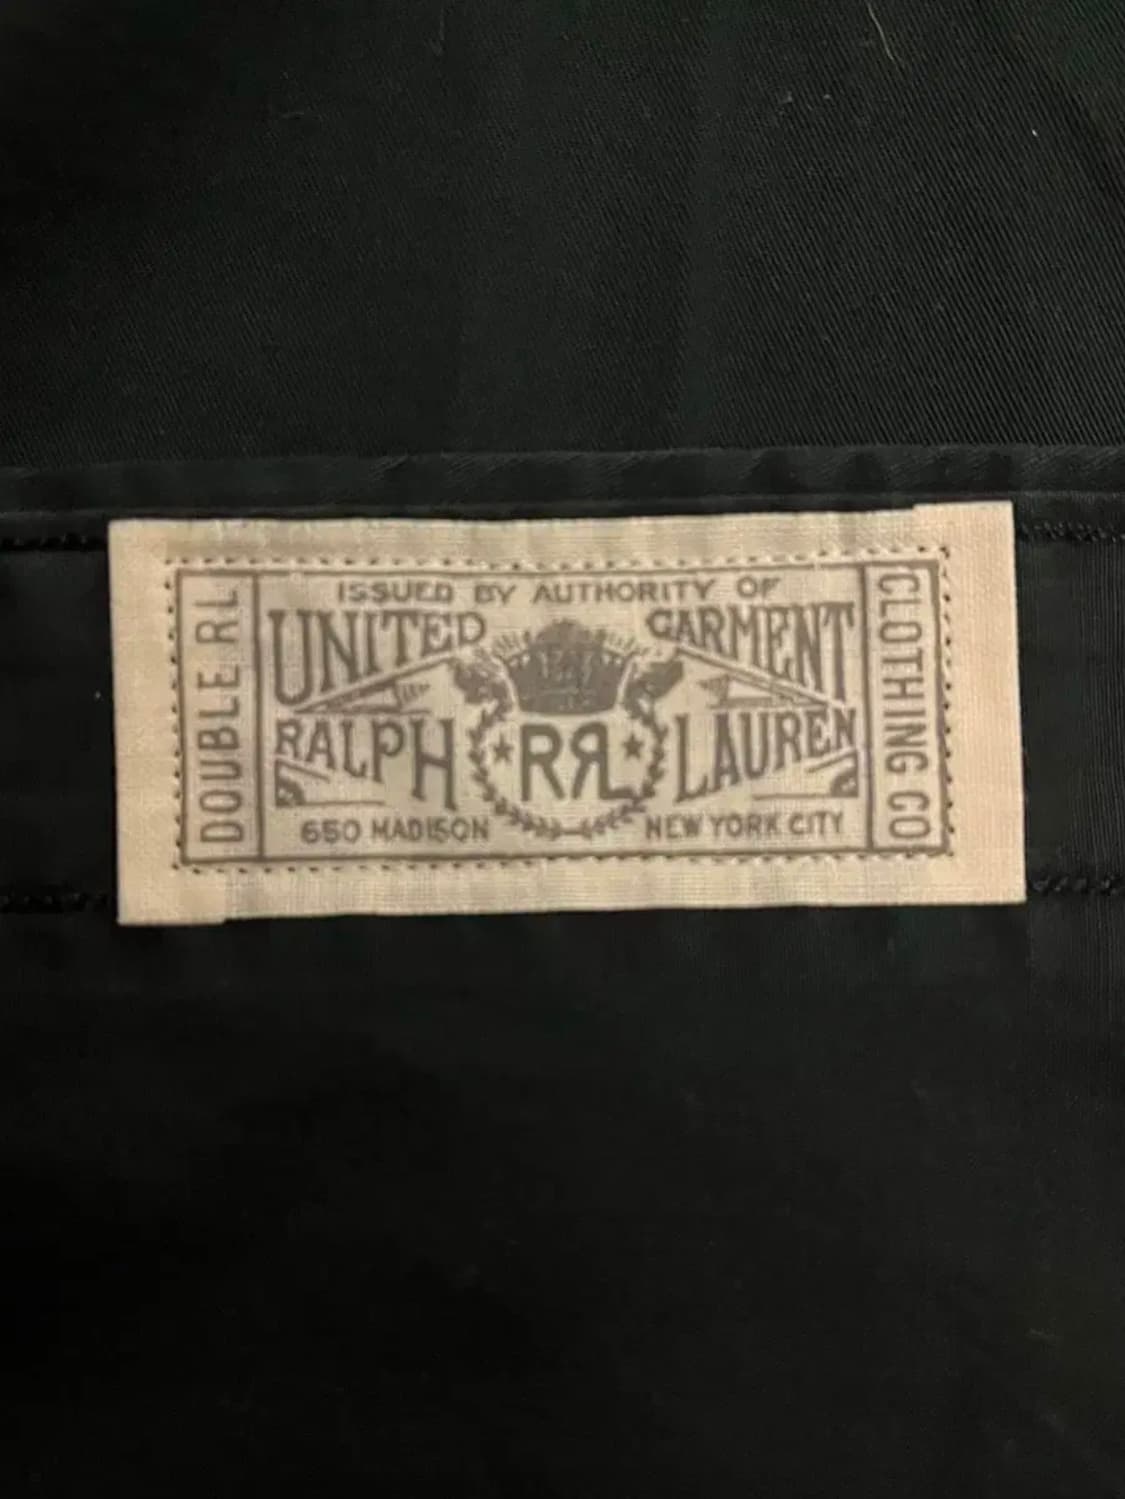 ISSUED BY AUTHORITY OF
UNITED GARMENT
RALPH RRL LAUREN
650 MADISON NEW YORK CITY
DOUBLE RL
CLOTHING CO